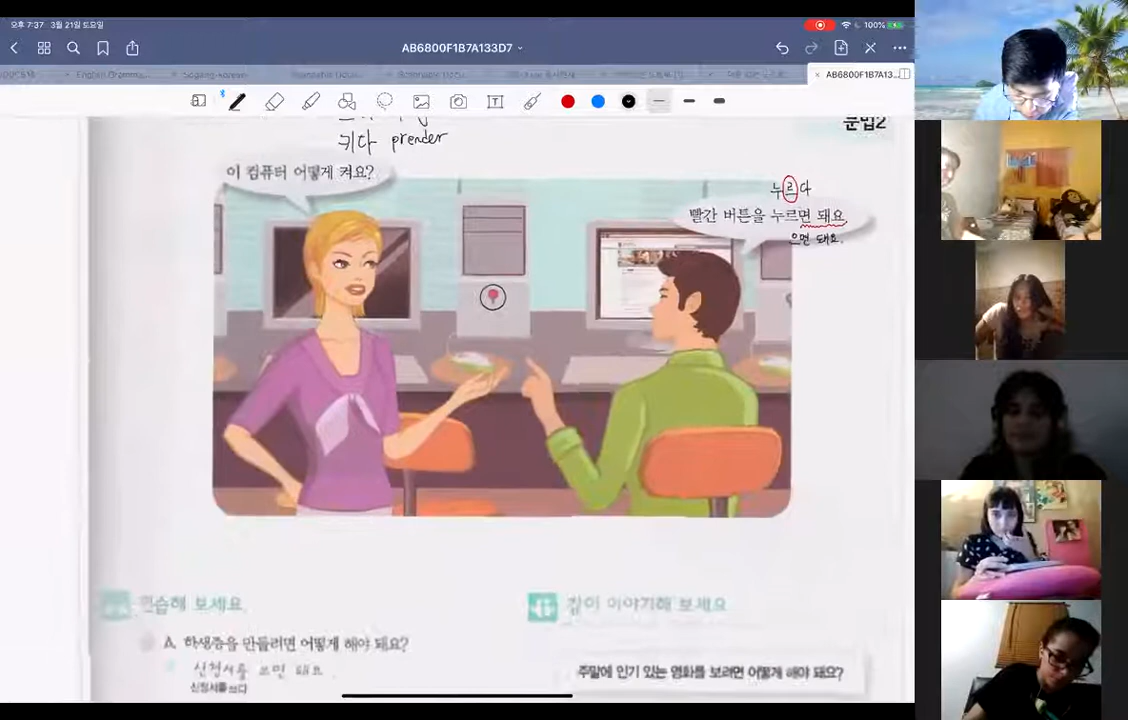 오후 7:37 3월 21일 토요일
100%
AB6800F1B7A133D7
English Gramma...
Sogang-Korean
AB6800F1B7A13...
키다 prender
문법2
이 컴퓨터 어떻게 켜요?
누르다
빨간 버튼을 누르면 돼요
으면 돼요.
연습해 보세요
같이 이야기해 보세요
A. 학생증을 만들려면 어떻게 해야 돼요?
신청서를 쓰면 돼요
신청서를 쓰다
주말에 인기 있는 영화를 보려면 어떻게 해야 돼요?